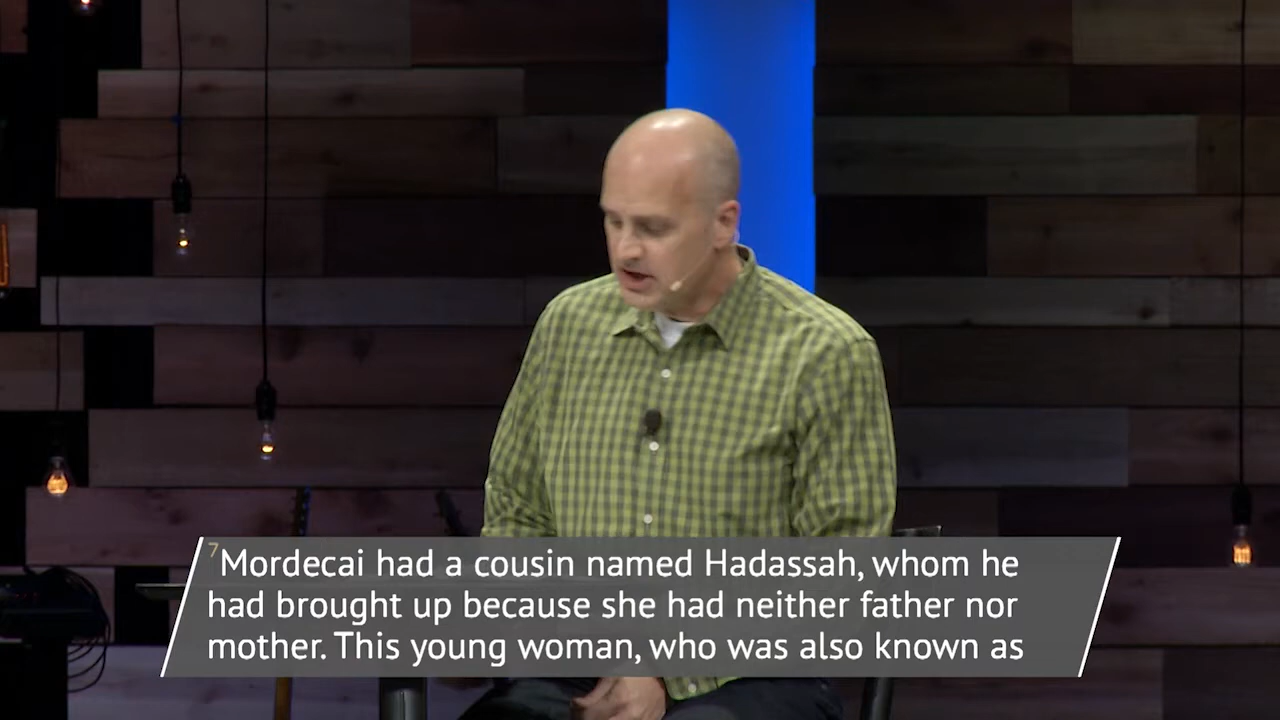 7Mordecai had a cousin named Hadassah, whom he
had brought up because she had neither father nor
mother. This young woman, who was also known as